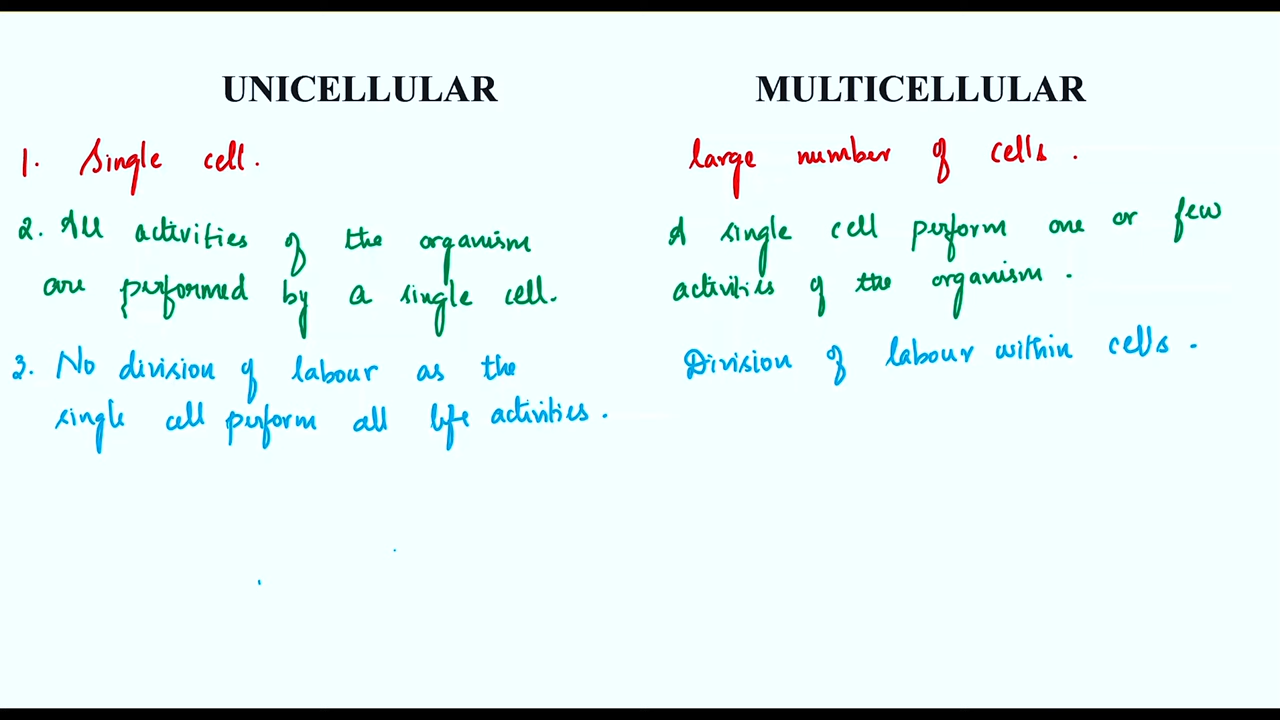 UNICELLULAR
1. Single cell.
2. All activities of the organism
are performed by a single cell.
3. No division of labour as the
single cell perform all life activities.
MULTICELLULAR
large number of cells.
A single cell perform one or few
activities of the organism.
Division of labour within cells.